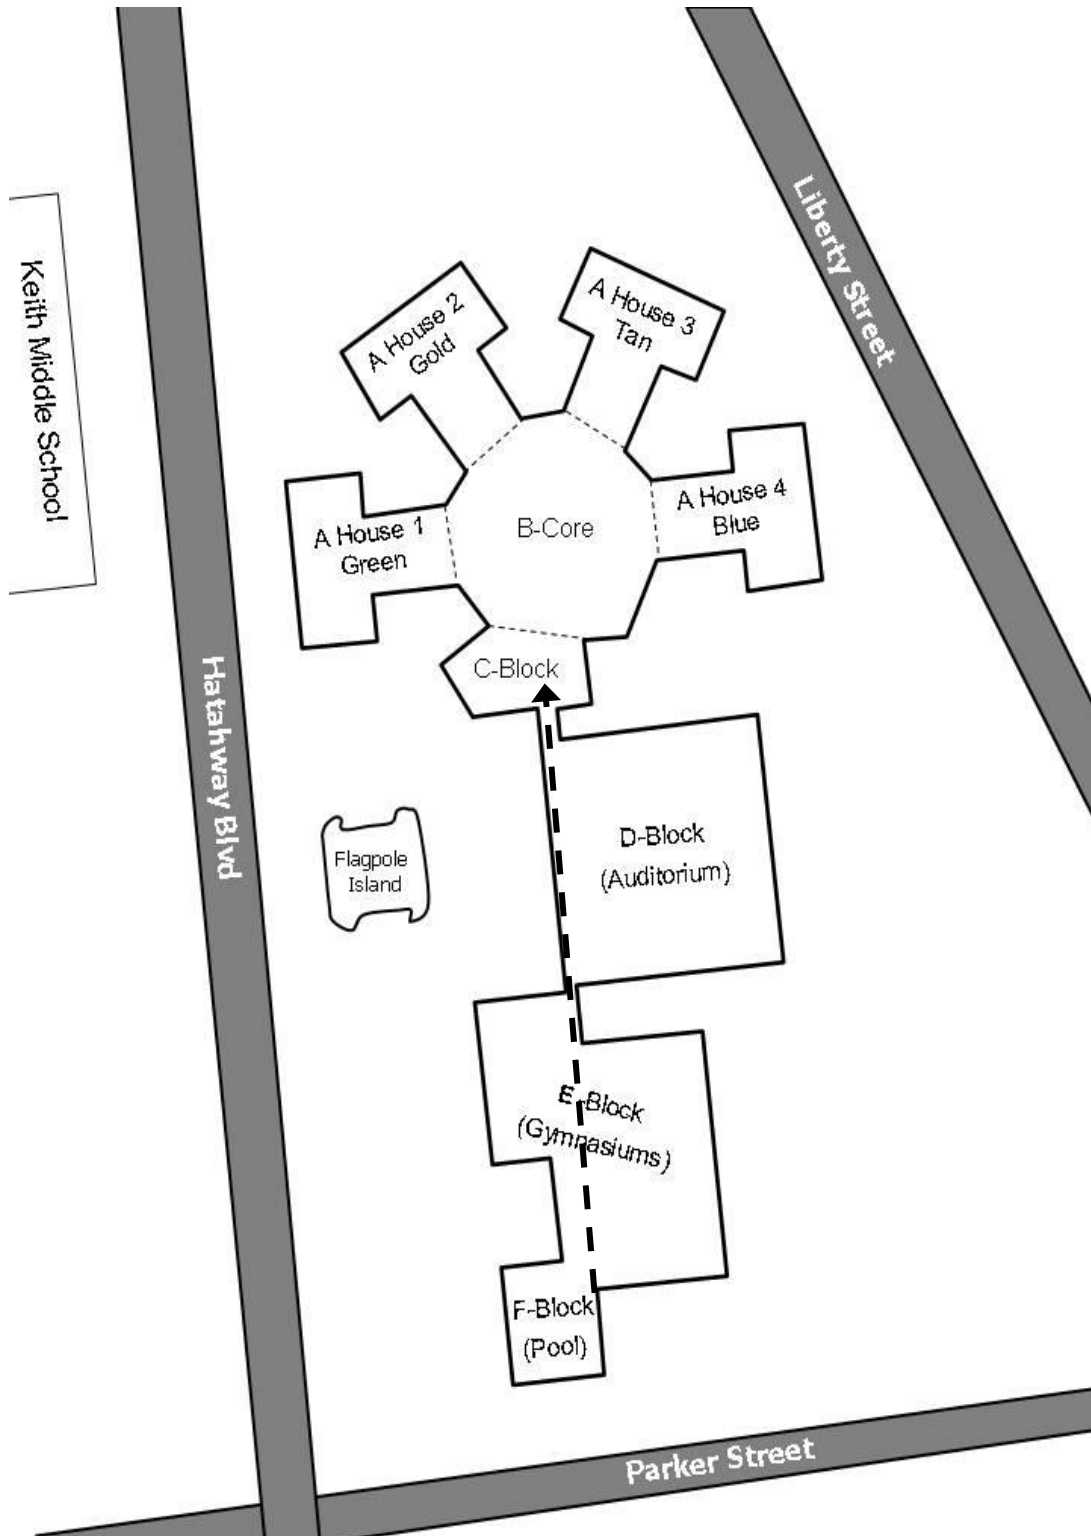 Liberty Street
Keith Middle School
A House 2
Gold
A House 3
Tan
A House 4
Blue
A House 1
Green
B-Core
C-Block
Hatahway Blvd
D-Block
(Auditorium)
Flagpole
Island
E-Block
(Gymnasiums)
F-Block
(Pool)
Parker Street